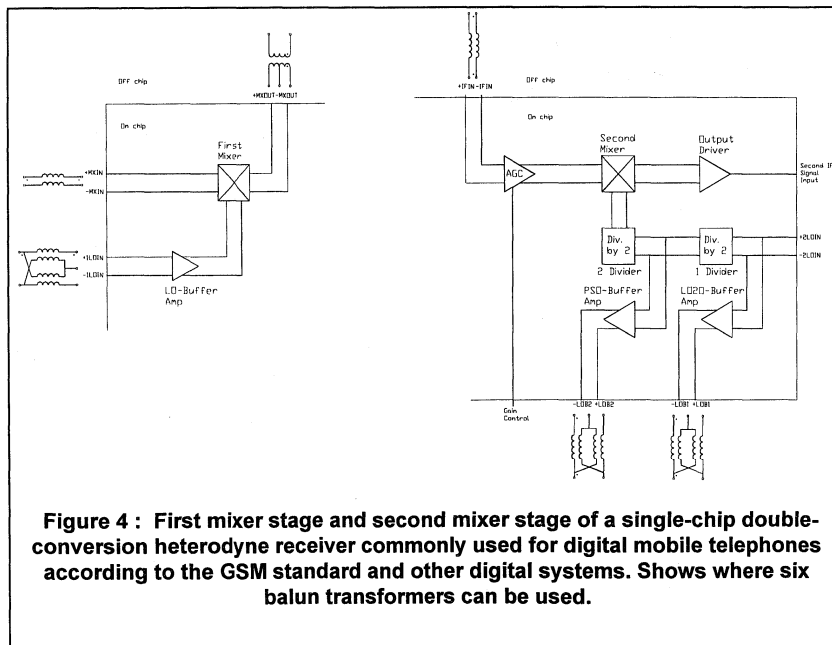 Off chip
+MXOUT-MXOUT
On chip
First
Mixer
+MXIN
-MXIN
+1LOIN
-1LOIN
LO-Buffer
Amp
Off chip
+IFIN -IFIN
On chip
Second
Mixer
Output
Driver
AGC
Second IF
Signal
Input
Div.
by 2
Div.
by 2
+2LOIN
-2LOIN
2 Divider
1 Divider
PSO-Buffer
Amp
LO2O-Buffer
Amp
-LOB2 +LOB2
-LOB1 +LOB1
Gain
Control
Figure 4 : First mixer stage and second mixer stage of a single-chip double-
conversion heterodyne receiver commonly used for digital mobile telephones
according to the GSM standard and other digital systems. Shows where six
balun transformers can be used.